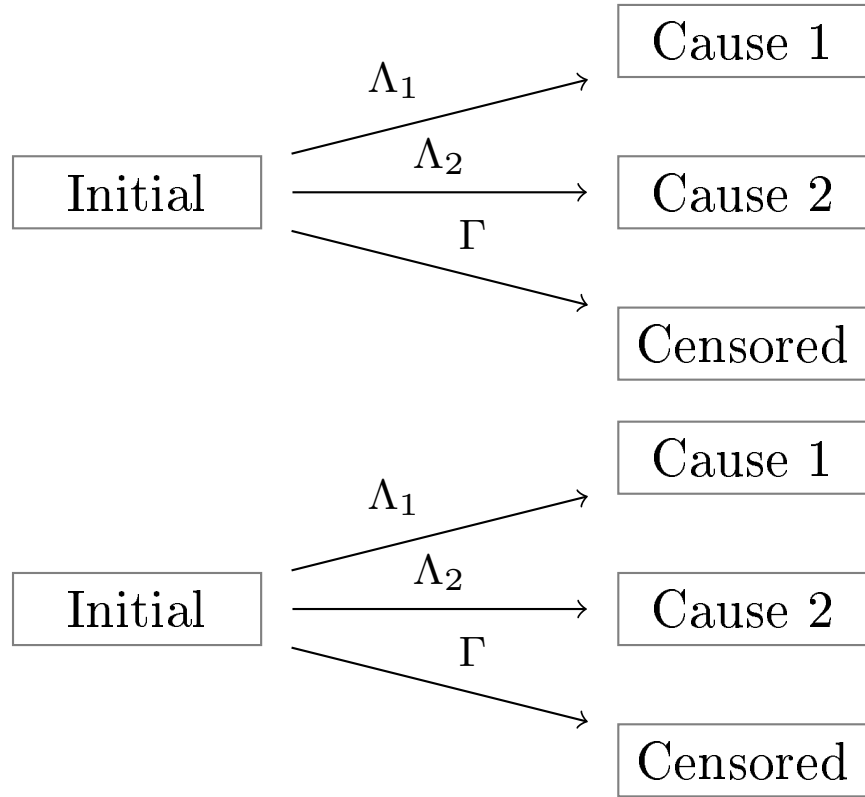 Cause 1
Λ₁
Λ₂
Initial
Cause 2
Γ
Censored
Cause 1
Λ₁
Λ₂
Initial
Cause 2
Γ
Censored